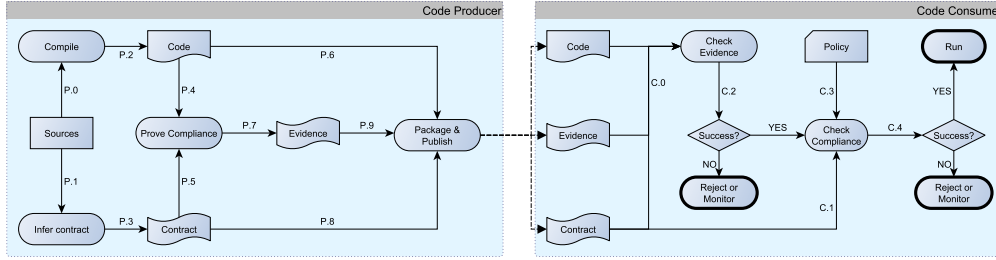 Code Producer
Code Consume
Compile
P.2
Code
P.6
P.0
P.4
Sources
Prove Compliance
P.7
Evidence
P.9
Package &
Publish
P.1
P.5
Infer contract
P.3
Contract
P.8
Code
Check
Evidence
Policy
Run
C.0
C.2
C.3
YES
Evidence
Success?
YES
Check
Compliance
C.4
Success?
NO
NO
Reject or
Monitor
Reject or
Monitor
C.1
Contract